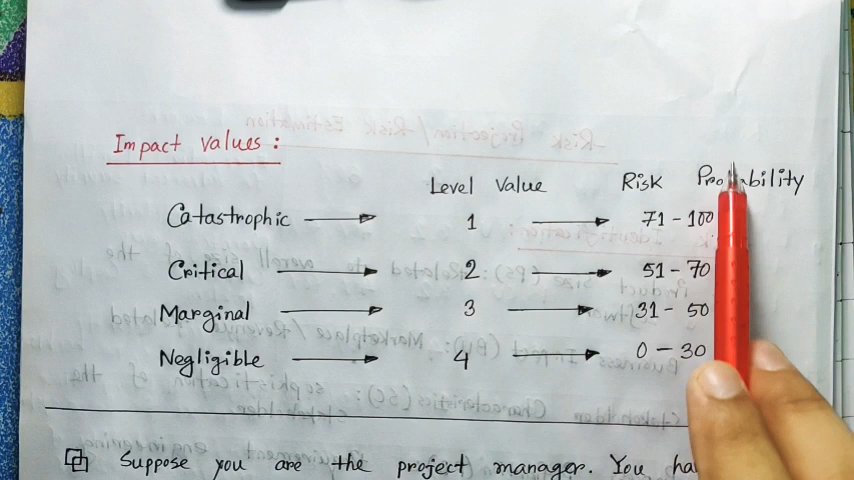 Impact values :
Level Value Risk Probability
Catastrophic → 1 → 71 - 100
Critical → 2 → 51 - 70
Marginal → 3 → 31 - 50
Negligible → 4 → 0 - 30
Suppose you are the project manager. You ha